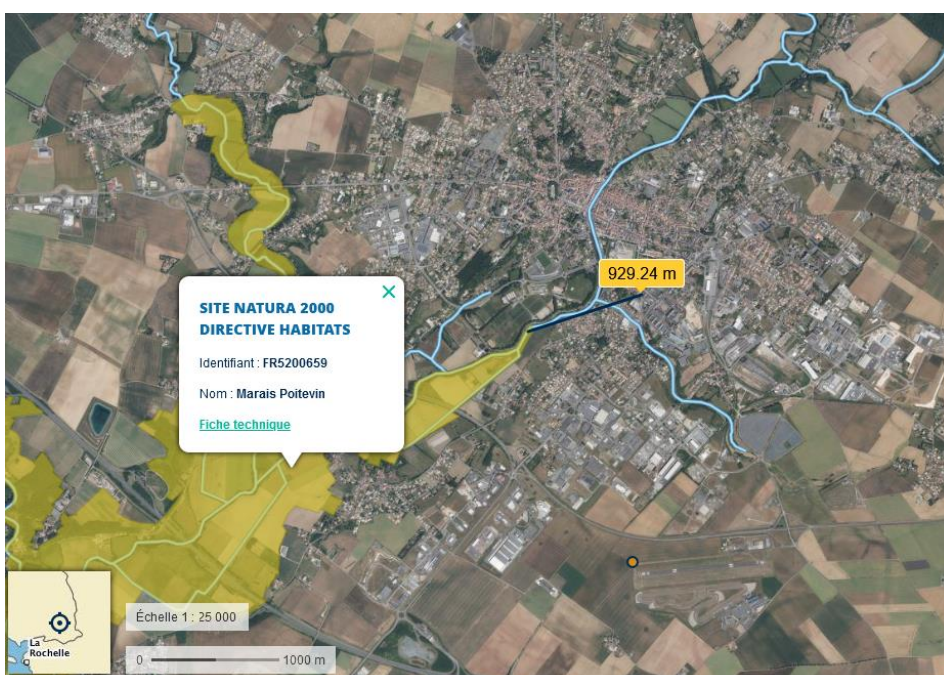 929.24 m
SITE NATURA 2000
DIRECTIVE HABITATS
Identifiant : FR5200659
Nom : Marais Poitevin
Fiche technique
Échelle 1 : 25 000
La
Rochelle
0 1000 m